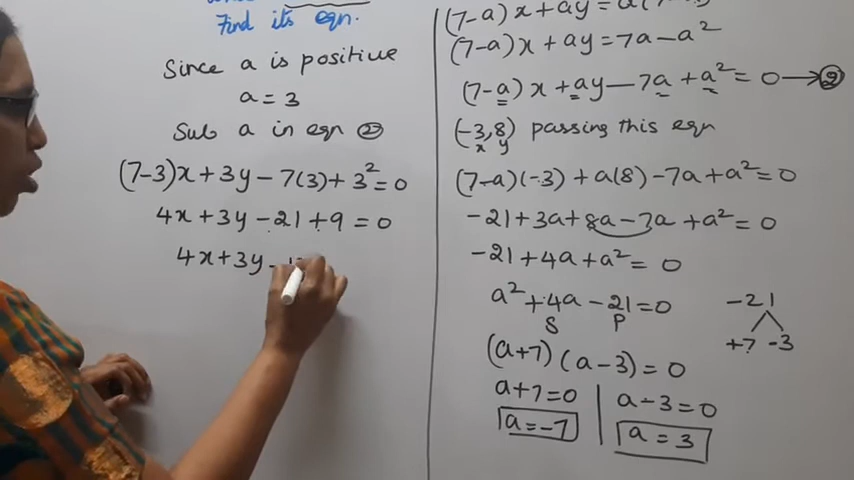 Find its eqn.
Since a is positive
a = 3
Sub a in eqn ②
(7-3)x + 3y - 7(3) + 3² = 0
4x + 3y - 21 + 9 = 0
4x + 3y - 1
(7-a)x + ay =
(7-a)x + ay = 7a - a²
(7-a)x + ay - 7a + a² = 0 → ②
(-3,8) passing this eqn
x y
(7-a)(-3) + a(8) - 7a + a² = 0
-21 + 3a + 8a - 7a + a² = 0
-21 + 4a + a² = 0
a² + 4a - 21 = 0
S P
-21
+7 -3
(a+7)(a-3) = 0
a+7=0 | a-3=0
a=-7 | a=3